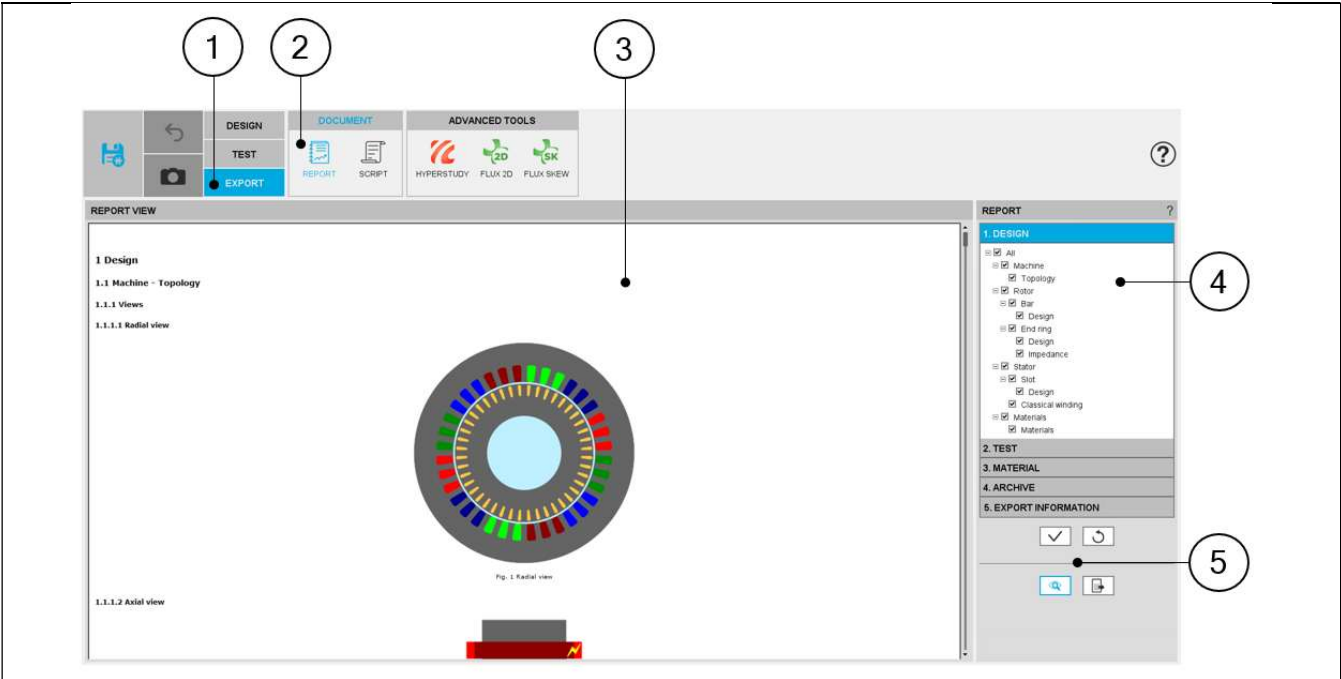 1
2
3
DESIGN
TEST
EXPORT
DOCUMENT
REPORT
SCRIPT
ADVANCED TOOLS
HYPERSTUDY
2D
FLUX 2D
SK
FLUX SKEW
?
REPORT VIEW
1 Design
1.1 Machine - Topology
1.1.1 Views
1.1.1.1 Radial view
Fig. 1 Radial view
1.1.1.2 Axial view
REPORT ?
1. DESIGN
All
Machine
Topology
Rotor
Bar
Design
End ring
Design
Impedance
Stator
Slot
Design
Classical winding
Materials
Materials
2. TEST
3. MATERIAL
4. ARCHIVE
5. EXPORT INFORMATION
4
5